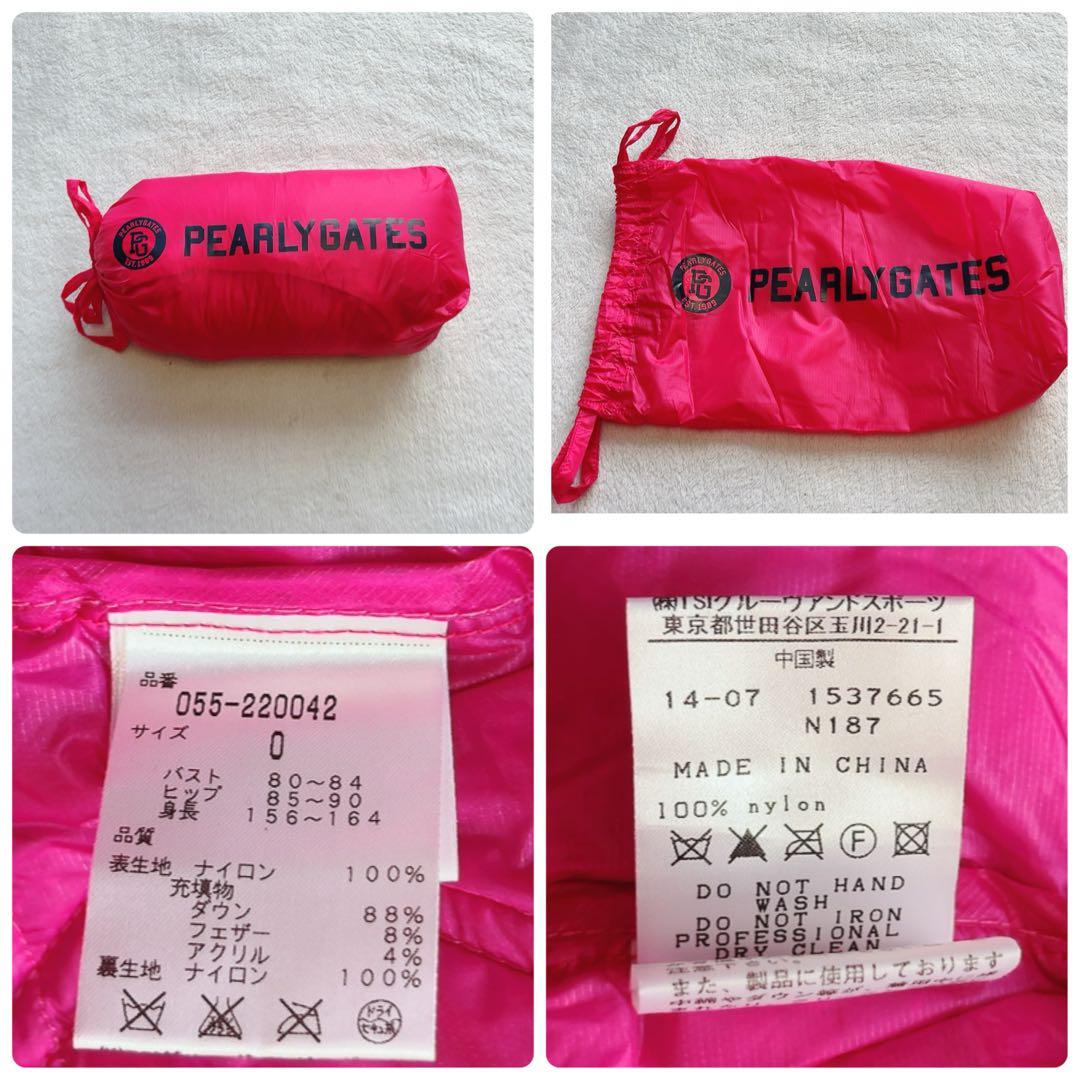 PEARLYGATES
PG
EST.1989
PEARLYGATES
PEARLYGATES
PG
EST.1989
PEARLYGATES
品番
055-220042
サイズ
0
バスト 80~84
ヒップ 85~90
身長 156~164
品質
表生地 ナイロン 100%
充填物
ダウン 88%
フェザー 8%
アクリル 4%
裏生地 ナイロン 100%
ドライ
セキユ系
㈱TSIグルーヴアンドスポーツ
東京都世田谷区玉川2-21-1
中国製
14-07 1537665
N187
MADE IN CHINA
100% nylon
F
DO NOT HAND
WASH
DO NOT IRON
PROFESSIONAL
DRY CLEAN
また、製品に使用しております